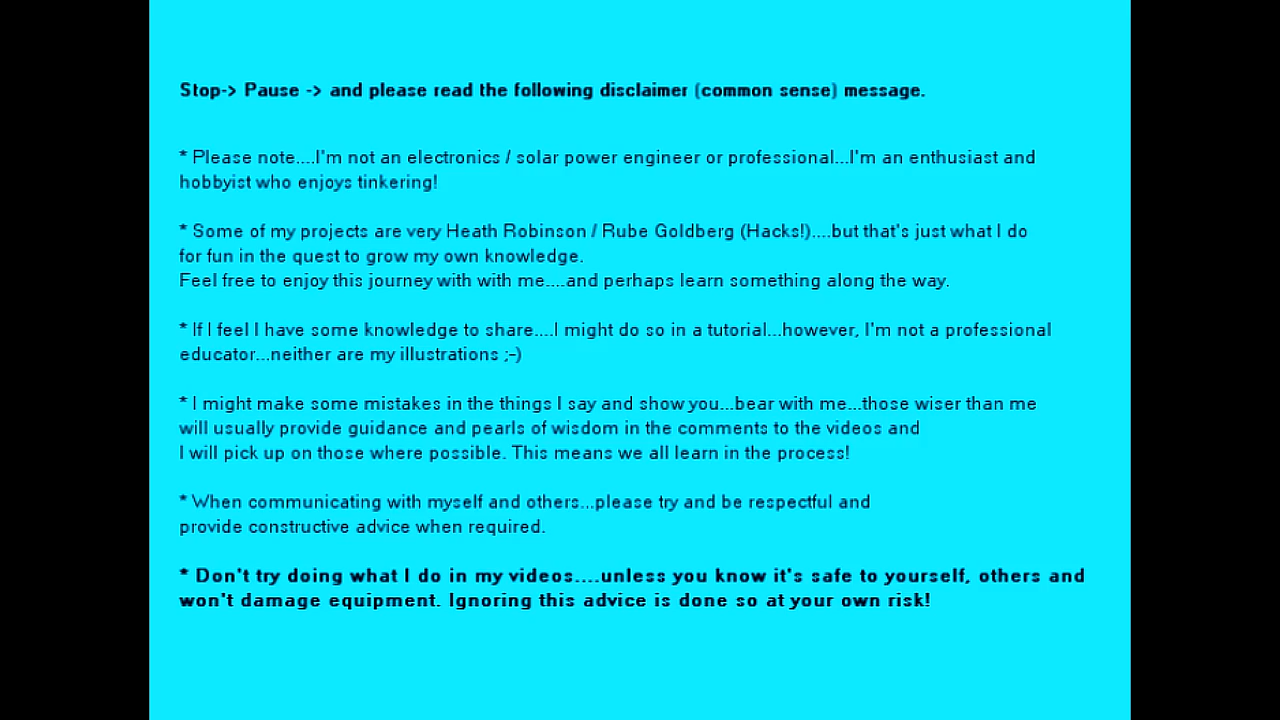 Stop-> Pause -> and please read the following disclaimer (common sense) message.
* Please note....I'm not an electronics / solar power engineer or professional...I'm an enthusiast and
hobbyist who enjoys tinkering!
* Some of my projects are very Heath Robinson / Rube Goldberg (Hacks!)....but that's just what I do
for fun in the quest to grow my own knowledge.
Feel free to enjoy this journey with with me....and perhaps learn something along the way.
* If I feel I have some knowledge to share....I might do so in a tutorial...however, I'm not a professional
educator...neither are my illustrations ;-)
* I might make some mistakes in the things I say and show you...bear with me...those wiser than me
will usually provide guidance and pearls of wisdom in the comments to the videos and
I will pick up on those where possible. This means we all learn in the process!
* When communicating with myself and others...please try and be respectful and
provide constructive advice when required.
* Don't try doing what I do in my videos....unless you know it's safe to yourself, others and
won't damage equipment. Ignoring this advice is done so at your own risk!